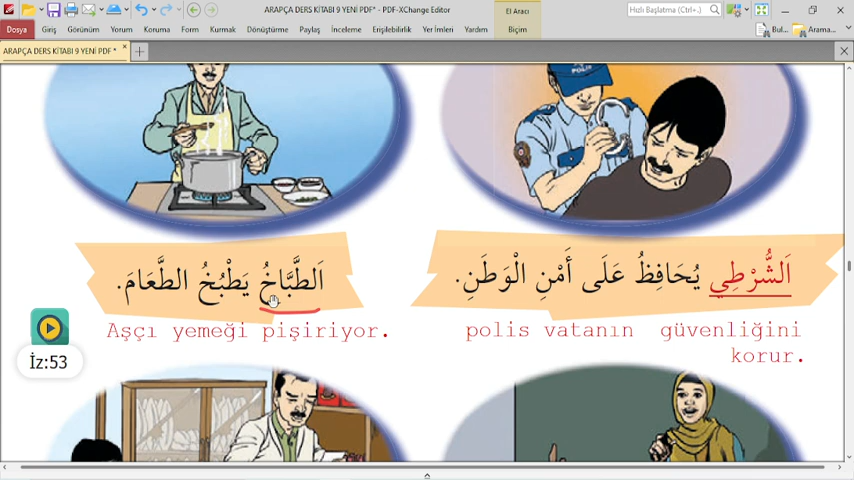 ARAPÇA DERS KİTABI 9 YENİ PDF* - PDF-XChange Editor
El Aracı
Hızlı Başlatma (Ctrl+.)
Dosya Görünüm Yorum Koruma Form Kurmak Dönüştürme Paylaş İnceleme Erişilebilirlik Yer İmleri Yardım Biçim
Bul... Arama...
ARAPÇA DERS KİTABI 9 YENİ PDF *
POLIS
اَلشُّرْطِي يُحَافِظُ عَلَى أَمْنِ الْوَطَنِ.
اَلطَّبَّاخُ يَطْبُخُ الطَّعَامَ.
Aşçı yemeği pişiriyor.
polis vatanın güvenliğini
korur.
İz:53